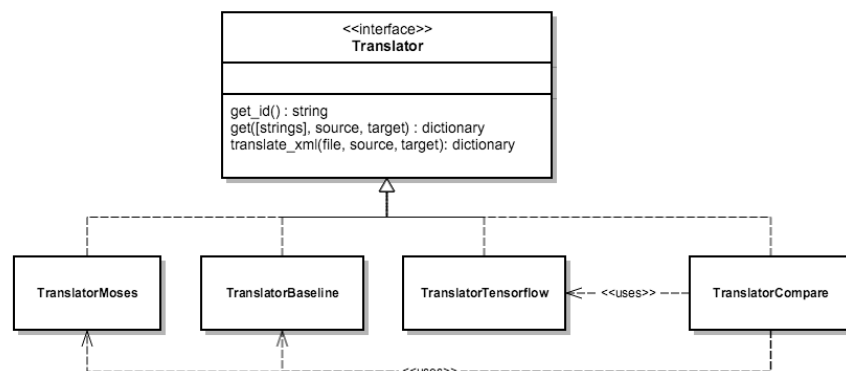 <<interface>>
Translator
get_id() : string
get([strings], source, target) : dictionary
translate_xml(file, source, target): dictionary
TranslatorMoses
TranslatorBaseline
TranslatorTensorflow
<<uses>>
TranslatorCompare
<<uses>>